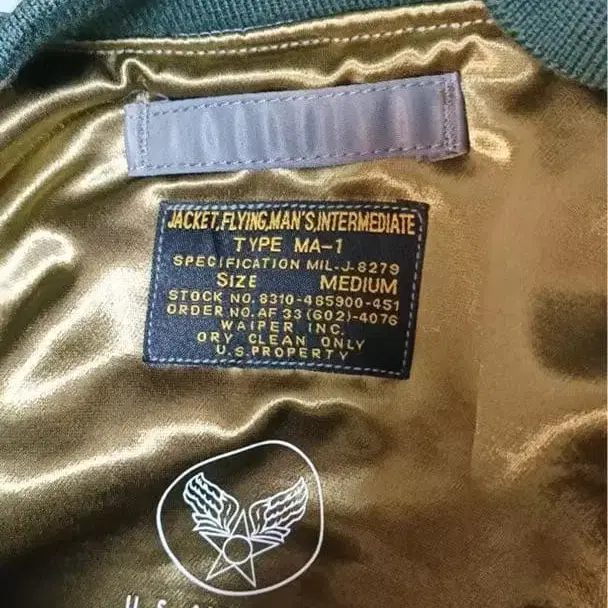 JACKET,FLYING,MAN'S,INTERMEDIATE
TYPE MA-1
SPECIFICATION MIL-J-8279
SIZE MEDIUM
STOCK NO. 8310-485900-451
ORDER NO. AF 33 (602)-4076
WAIPER INC.
DRY CLEAN ONLY
U.S. PROPERTY